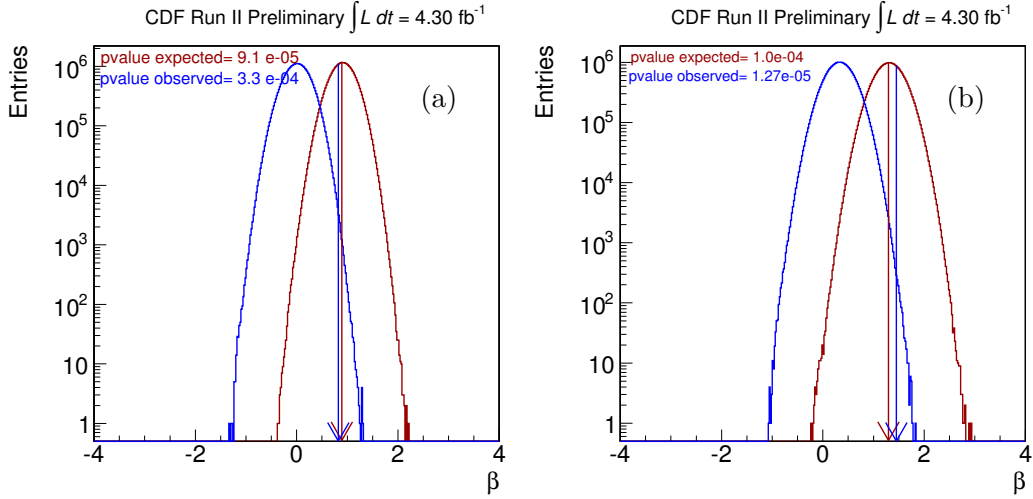 CDF Run II Preliminary ∫L dt = 4.30 fb⁻¹
pvalue expected= 9.1 e-05
pvalue observed= 3.3 e-04
(a)
Entries
10⁶
10⁵
10⁴
10³
10²
10
1
-4 -2 0 2 4
β
CDF Run II Preliminary ∫L dt = 4.30 fb⁻¹
pvalue expected= 1.0e-04
pvalue observed= 1.27e-05
(b)
Entries
10⁶
10⁵
10⁴
10³
10²
10
1
-4 -2 0 2 4
β